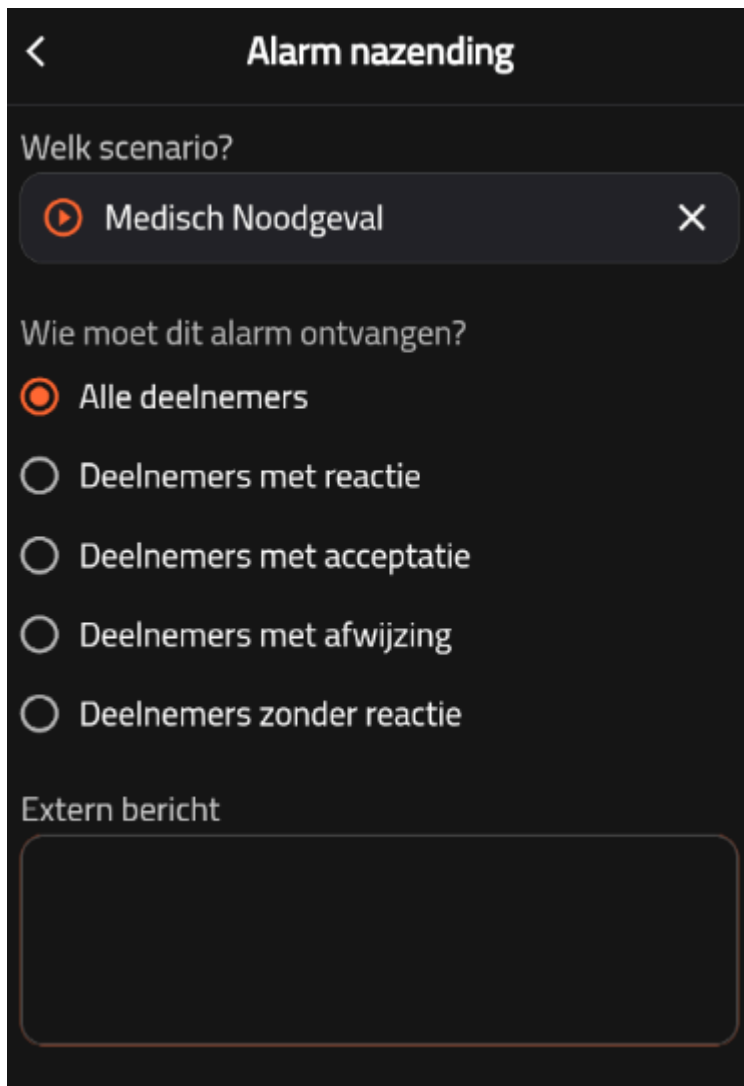 Alarm nazending
Welk scenario?
Medisch Noodgeval
Wie moet dit alarm ontvangen?
Alle deelnemers
Deelnemers met reactie
Deelnemers met acceptatie
Deelnemers met afwijzing
Deelnemers zonder reactie
Extern bericht